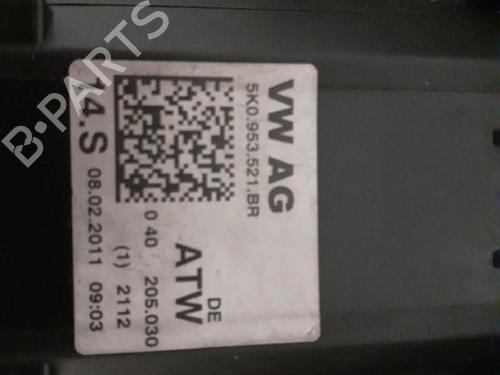 VW AG
5K0.953.521.BR
DE
ATW
0 40 205.030
(1) 2112
14.S 08.02.2011 09:03
B-PARTS